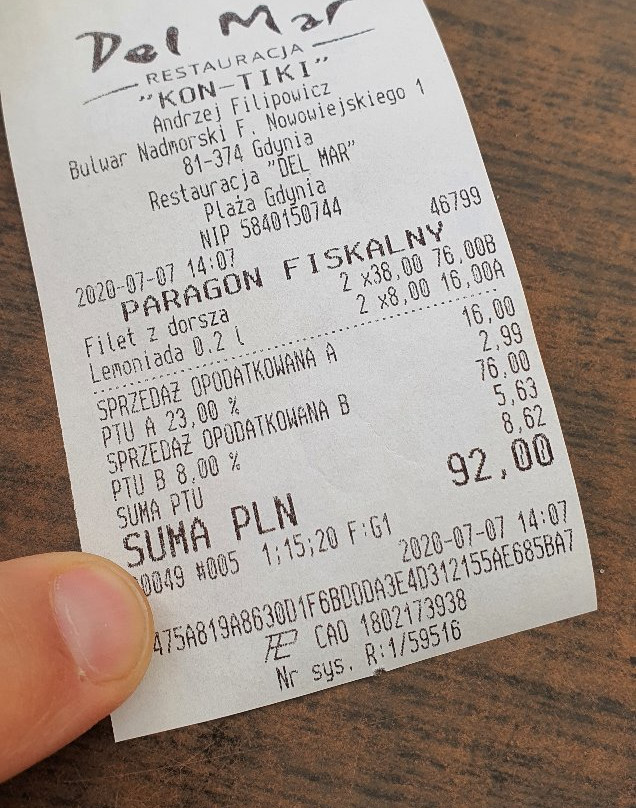 Del Mar
RESTAURACJA
"KON-TIKI"
Andrzej Filipowicz
Bulwar Nadmorski F. Nowowiejskiego 1
81-374 Gdynia
Restauracja "DEL MAR"
Plaża Gdynia
NIP 5840150744
2020-07-07 14:07 46799
PARAGON FISKALNY
Filet z dorsza 2 x38,00 76,00B
Lemoniada 0.2 l 2 x8,00 16,00A
SPRZEDAŻ OPODATKOWANA A 16,00
PTU A 23,00 % 2,99
SPRZEDAŻ OPODATKOWANA B 76,00
PTU B 8,00 % 5,63
SUMA PTU 8,62
SUMA PLN 92,00
0049 #005 1;15;20 F:G1 2020-07-07 14:07
475A819A8630D1F6BDDDA3E4D312155AE685BA7
CAO 1802173938
Nr sys. R:1/59516